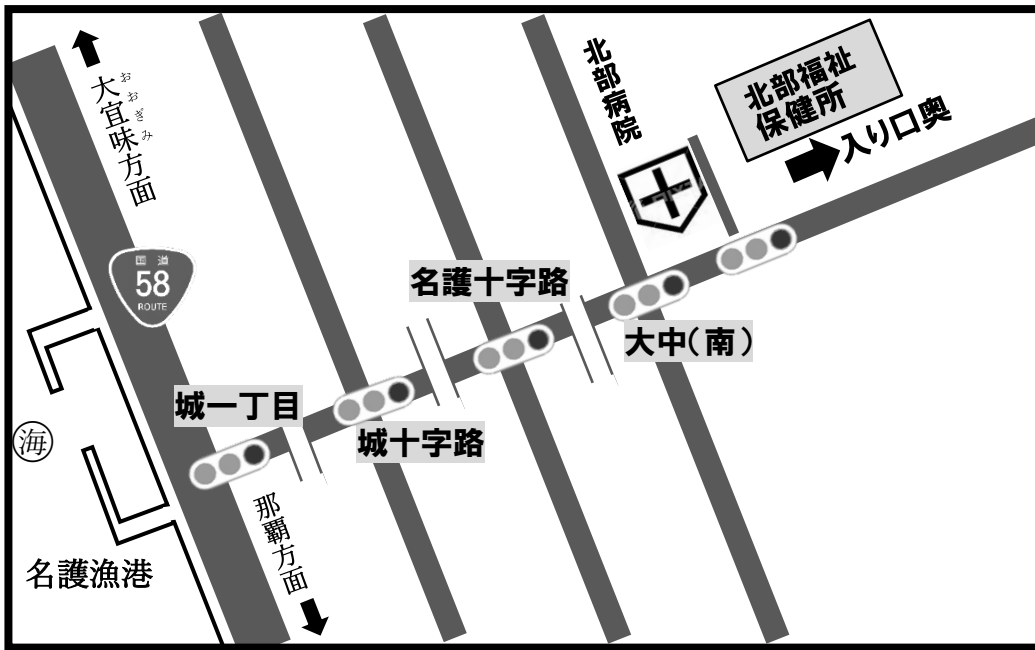 大宜味方面
おおぎみ
北部病院
北部福祉
保健所
入り口奥
国道
58
ROUTE
名護十字路
大中(南)
城一丁目
城十字路
海
那覇方面
名護漁港